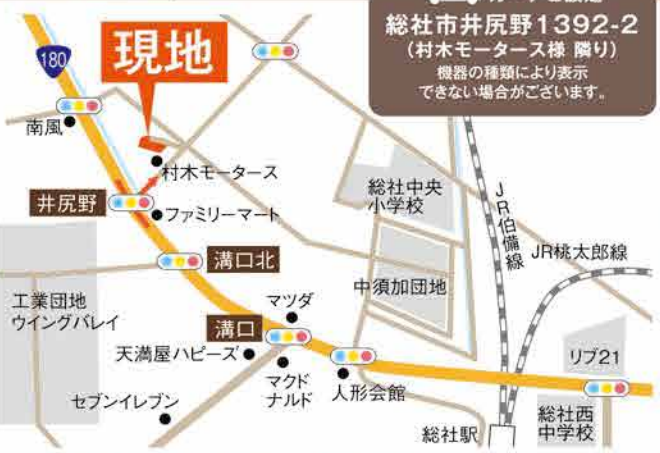 総社市井尻野1392-2
(村木モータース様 隣り)
機器の種類により表示
できない場合がございます。
180
現地
南風
村木モータース
井尻野
ファミリーマート
総社中央
小学校
JR伯備線
JR桃太郎線
溝口北
中須加団地
工業団地
ウイングバレイ
マツダ
溝口
天満屋ハピーズ
マクド
ナルド
人形会館
リブ21
セブンイレブン
総社駅
総社西
中学校